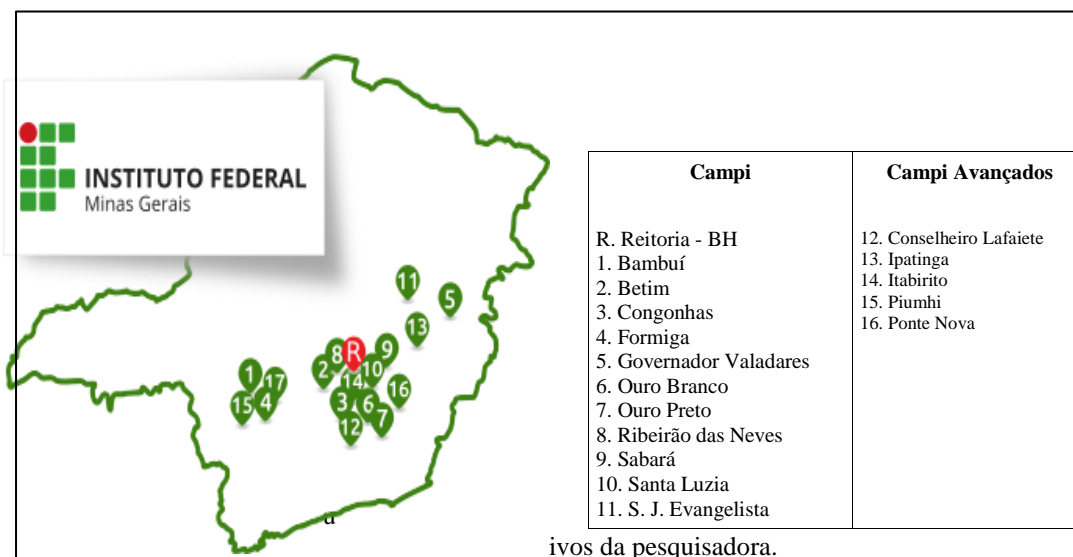 INSTITUTO FEDERAL
Minas Gerais
11
5
13
8
R
9
2
10
14
1
17
16
15
4
3
6
7
12
Campi
R. Reitoria - BH
1. Bambuí
2. Betim
3. Congonhas
4. Formiga
5. Governador Valadares
6. Ouro Branco
7. Ouro Preto
8. Ribeirão das Neves
9. Sabará
10. Santa Luzia
11. S. J. Evangelista
Campi Avançados
12. Conselheiro Lafaiete
13. Ipatinga
14. Itabirito
15. Piumhi
16. Ponte Nova
ivos da pesquisadora.